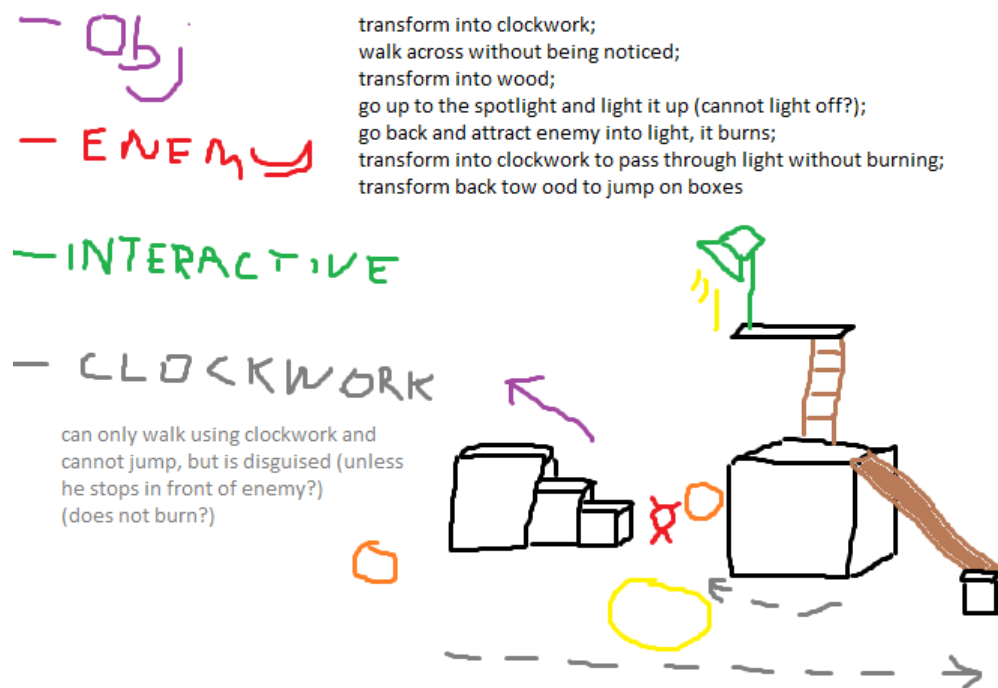 - Obj
transform into clockwork;
walk across without being noticed;
transform into wood;
go up to the spotlight and light it up (cannot light off?);
go back and attract enemy into light, it burns;
transform into clockwork to pass through light without burning;
transform back tow ood to jump on boxes
- ENEMY
- INTERACTIVE
- CLOCKWORK
can only walk using clockwork and
cannot jump, but is disguised (unless
he stops in front of enemy?)
(does not burn?)